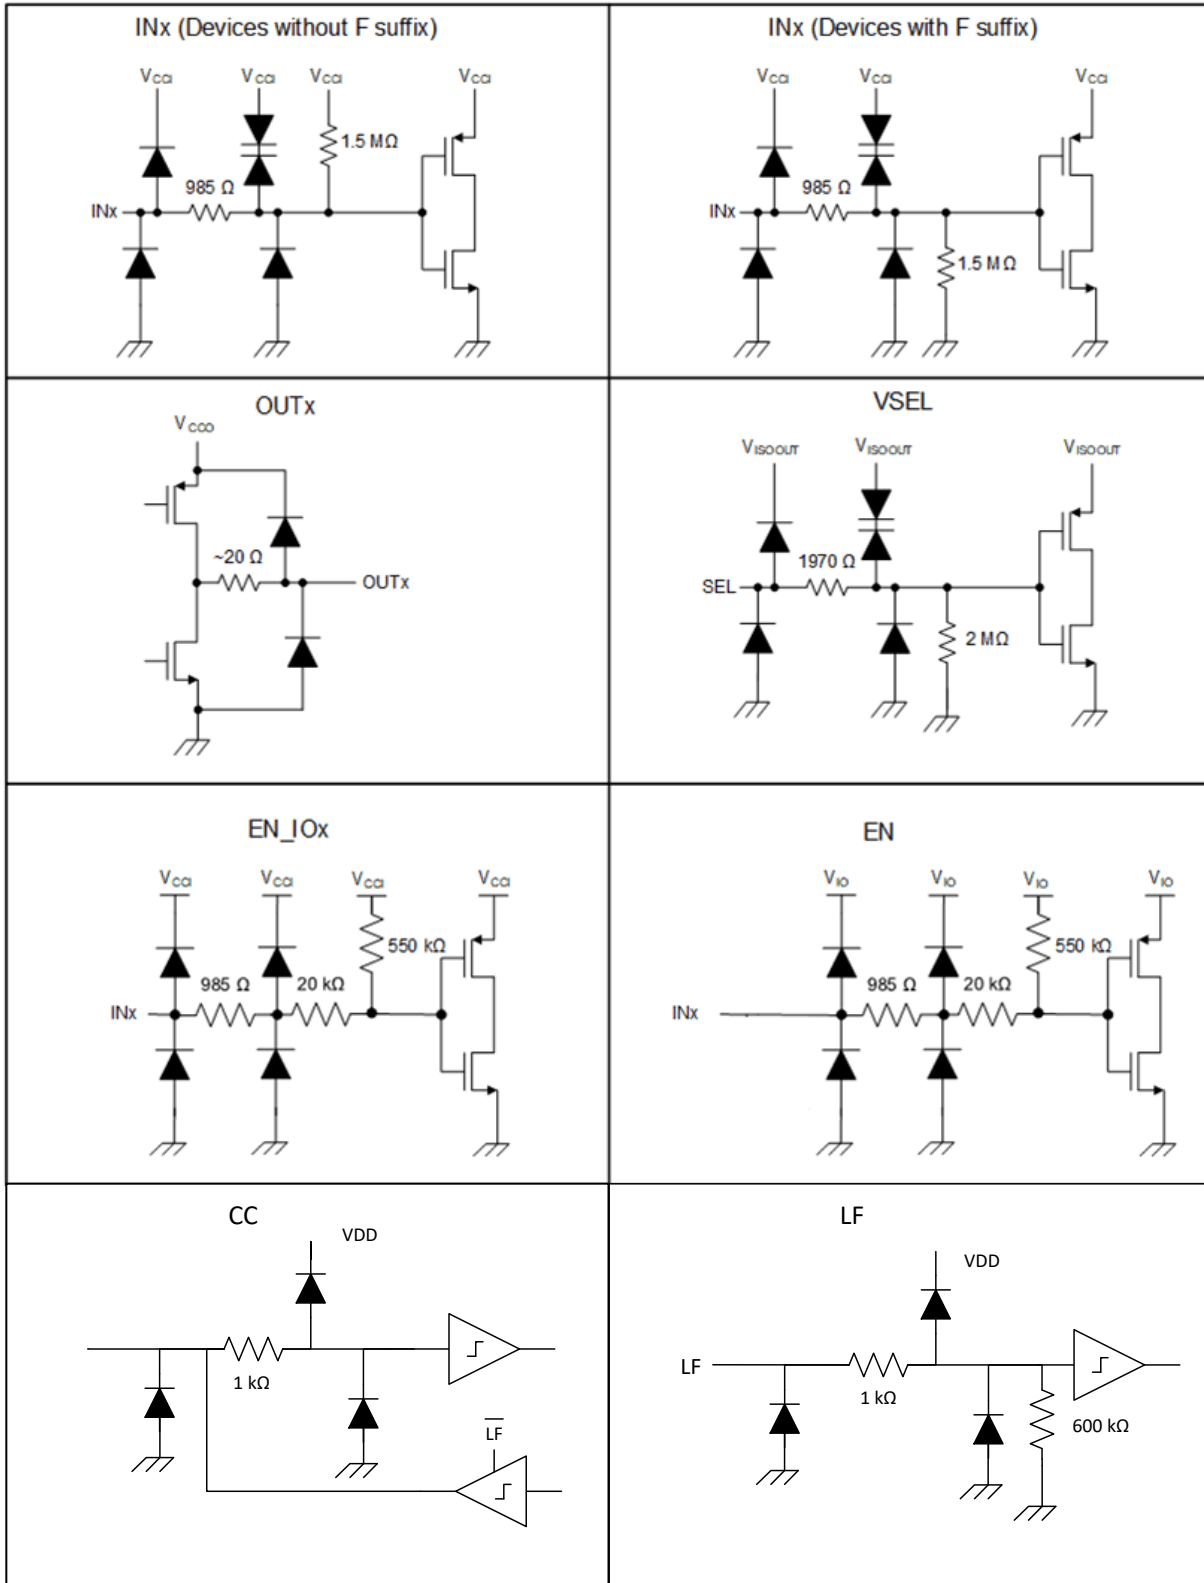 INx (Devices without F suffix)
VCCI VCCI VCCI VCCI
1.5 MΩ
985 Ω
INx
INx (Devices with F suffix)
VCCI VCCI VCCI
985 Ω
INx
1.5 MΩ
OUTx
VCCO
~20 Ω
OUTx
VSEL
VISOOUT VISOOUT VISOOUT
1970 Ω
SEL
2 MΩ
EN_IOx
VCCI VCCI VCCI VCCI
550 kΩ
985 Ω 20 kΩ
INx
EN
VIO VIO VIO VIO
550 kΩ
985 Ω 20 kΩ
INx
CC
VDD
1 kΩ
LF
LF
VDD
LF
1 kΩ
600 kΩ